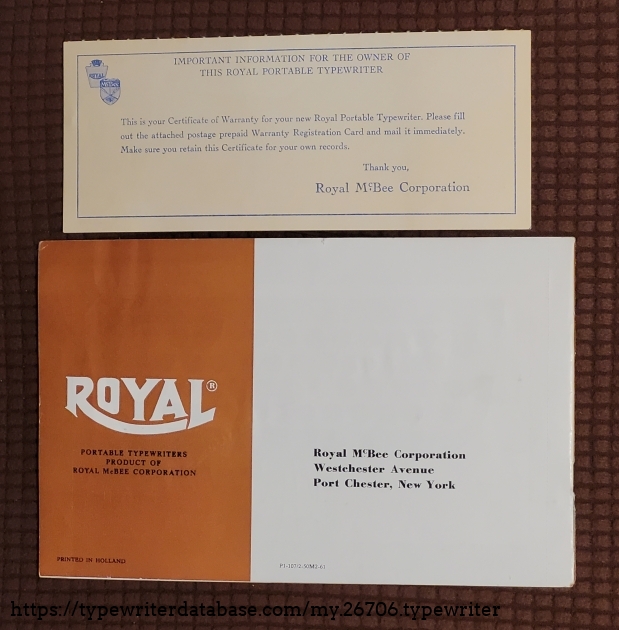 IMPORTANT INFORMATION FOR THE OWNER OF
THIS ROYAL PORTABLE TYPEWRITER
ROYAL
This is your Certificate of Warranty for your new Royal Portable Typewriter. Please fill
out the attached postage prepaid Warranty Registration Card and mail it immediately.
Make sure you retain this Certificate for your own records.
Thank you,
Royal McBee Corporation
ROYAL®
PORTABLE TYPEWRITERS
PRODUCT OF
ROYAL McBEE CORPORATION
PRINTED IN HOLLAND
Royal McBee Corporation
Westchester Avenue
Port Chester, New York
https://typewriterdatabase.com/my.26706.typewriter